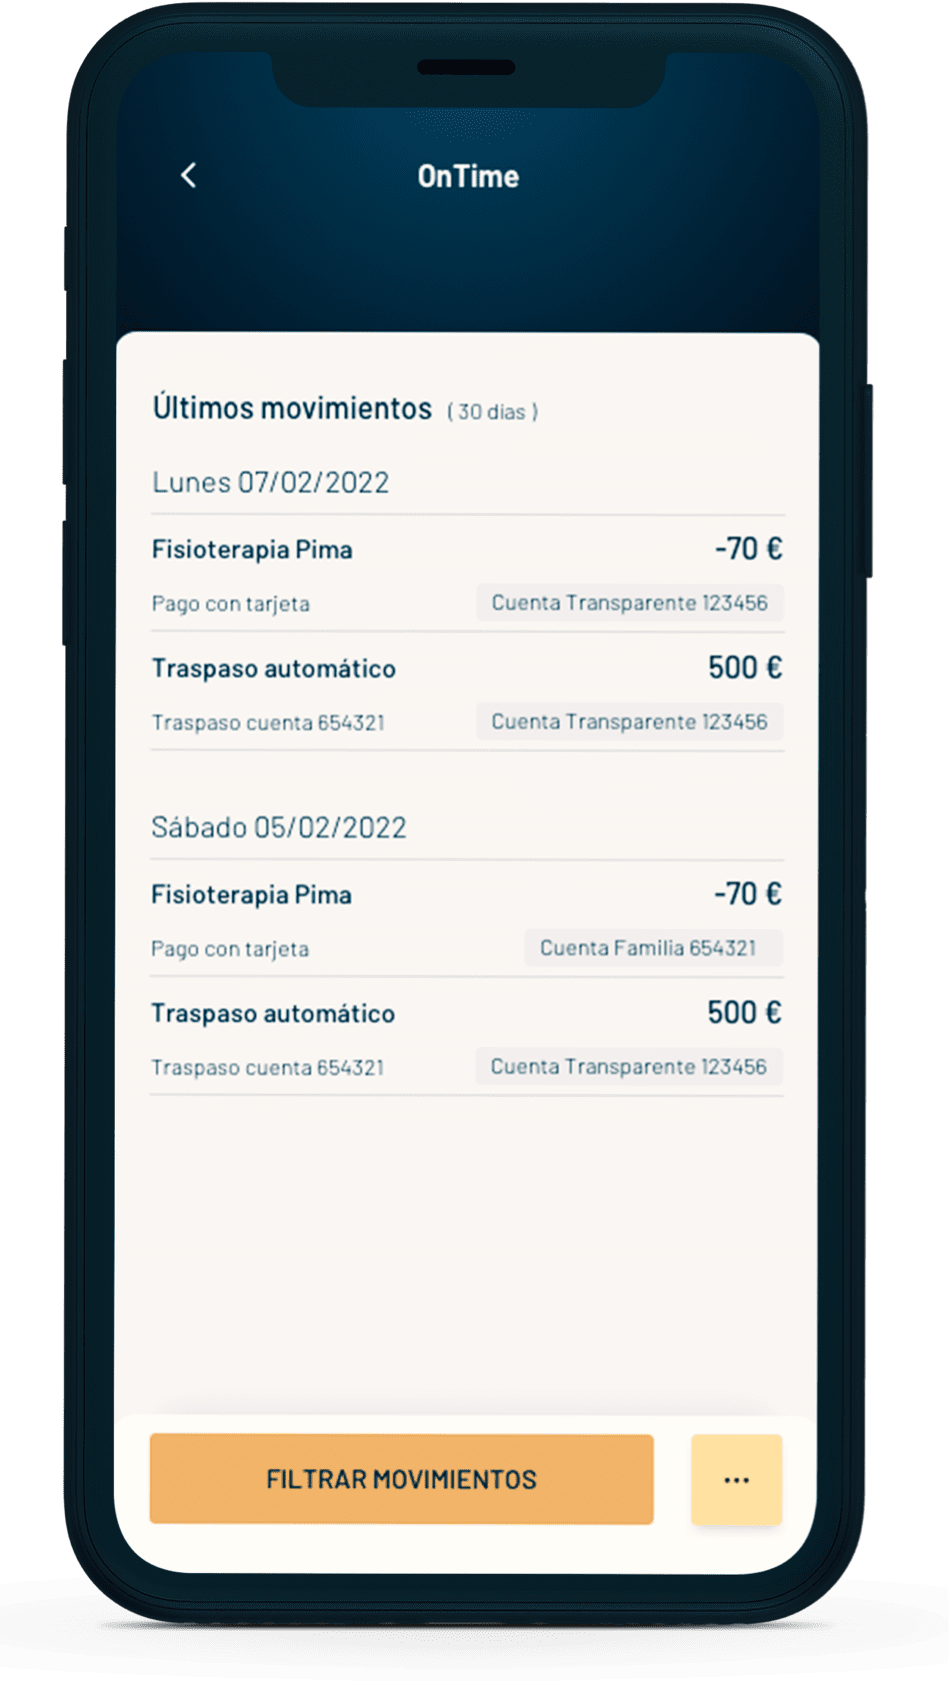 OnTime
Últimos movimientos ( 30 dias )
Lunes 07/02/2022
Fisioterapia Pima -70 €
Pago con tarjeta Cuenta Transparente 123456
Traspaso automático 500 €
Traspaso cuenta 654321 Cuenta Transparente 123456
Sábado 05/02/2022
Fisioterapia Pima -70 €
Pago con tarjeta Cuenta Familia 654321
Traspaso automático 500 €
Traspaso cuenta 654321 Cuenta Transparente 123456
FILTRAR MOVIMIENTOS ...